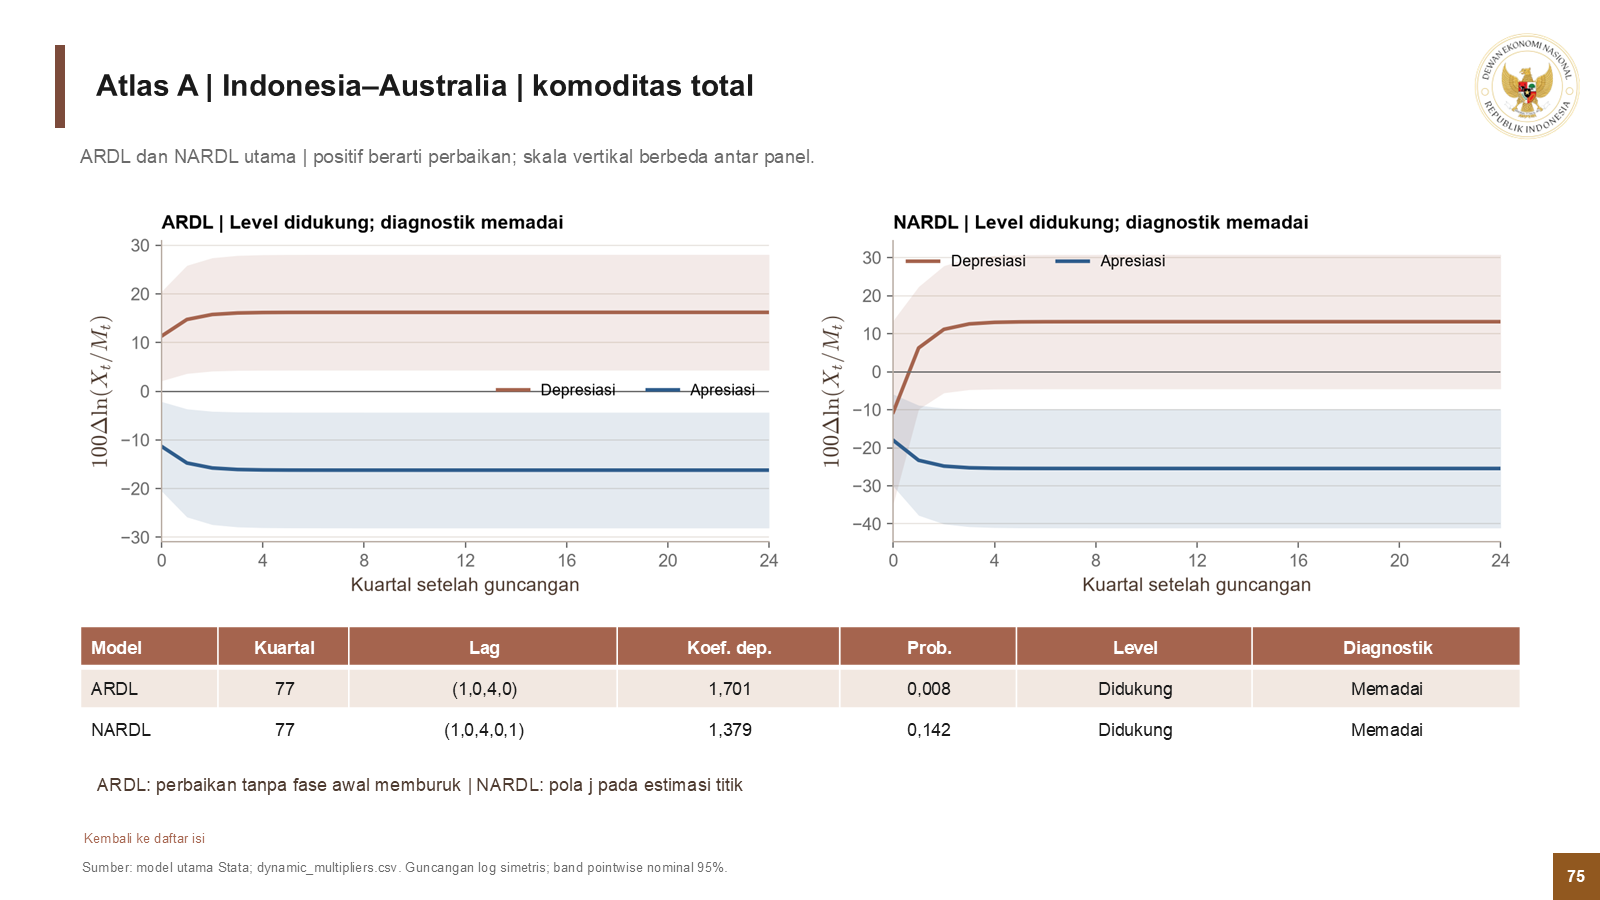 Atlas A | Indonesia–Australia | komoditas total
DEWAN EKONOMI NASIONAL
REPUBLIK INDONESIA
ARDL dan NARDL utama | positif berarti perbaikan; skala vertikal berbeda antar panel.
ARDL | Level didukung; diagnostik memadai
30
20
10
0
−10
−20
−30
100Δln(Xₜ/Mₜ)
Depresiasi
Apresiasi
0 4 8 12 16 20 24
Kuartal setelah guncangan
NARDL | Level didukung; diagnostik memadai
Depresiasi
Apresiasi
30
20
10
0
−10
−20
−30
−40
100Δln(Xₜ/Mₜ)
0 4 8 12 16 20 24
Kuartal setelah guncangan
Model Kuartal Lag Koef. dep. Prob. Level Diagnostik
ARDL 77 (1,0,4,0) 1,701 0,008 Didukung Memadai
NARDL 77 (1,0,4,0,1) 1,379 0,142 Didukung Memadai
ARDL: perbaikan tanpa fase awal memburuk | NARDL: pola j pada estimasi titik
Kembali ke daftar isi
Sumber: model utama Stata; dynamic_multipliers.csv. Guncangan log simetris; band pointwise nominal 95%.
75